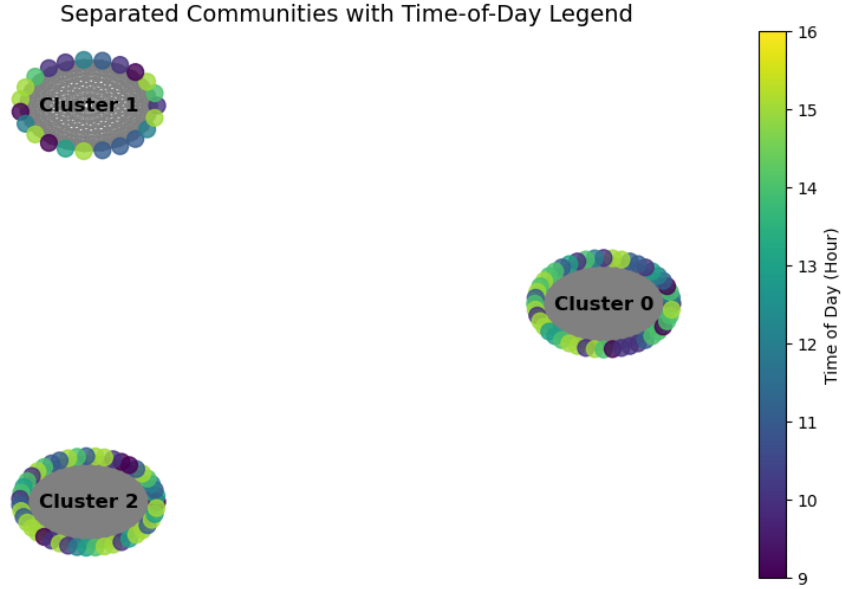 Separated Communities with Time-of-Day Legend
Cluster 1
Cluster 0
Cluster 2
16
15
14
13
12
11
10
9
Time of Day (Hour)